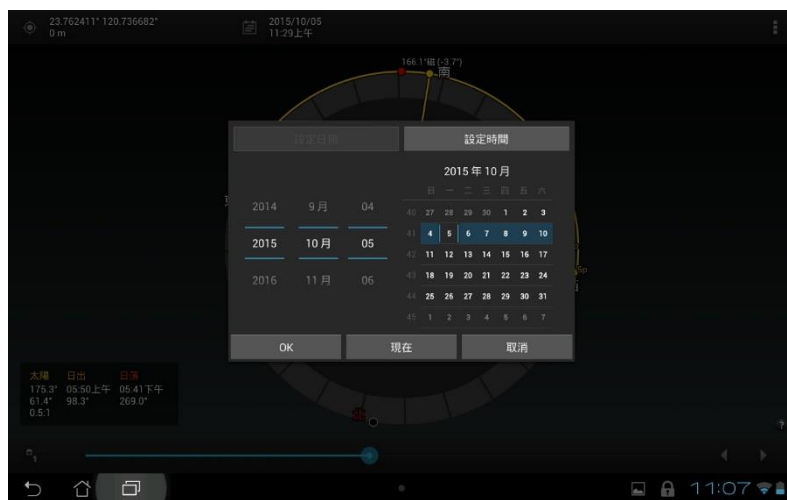 23.762411° 120.736682°
0 m
2015/10/05
11:29上午
166.1°磁 (-3.7°)
南
設定日期
設定時間
2015 年 10 月
日 一 二 三 四 五 六
40 27 28 29 30 1 2 3
41 4 5 6 7 8 9 10
42 11 12 13 14 15 16 17
43 18 19 20 21 22 23 24
44 25 26 27 28 29 30 31
45 1 2 3 4 5 6 7
2014 9月 04
2015 10月 05
2016 11月 06
OK
現在
取消
太陽 日出 日落
175.3° 05:50上午 05:41下午
61.4° 98.3° 269.0°
0.5:1
北
?
1
11:07